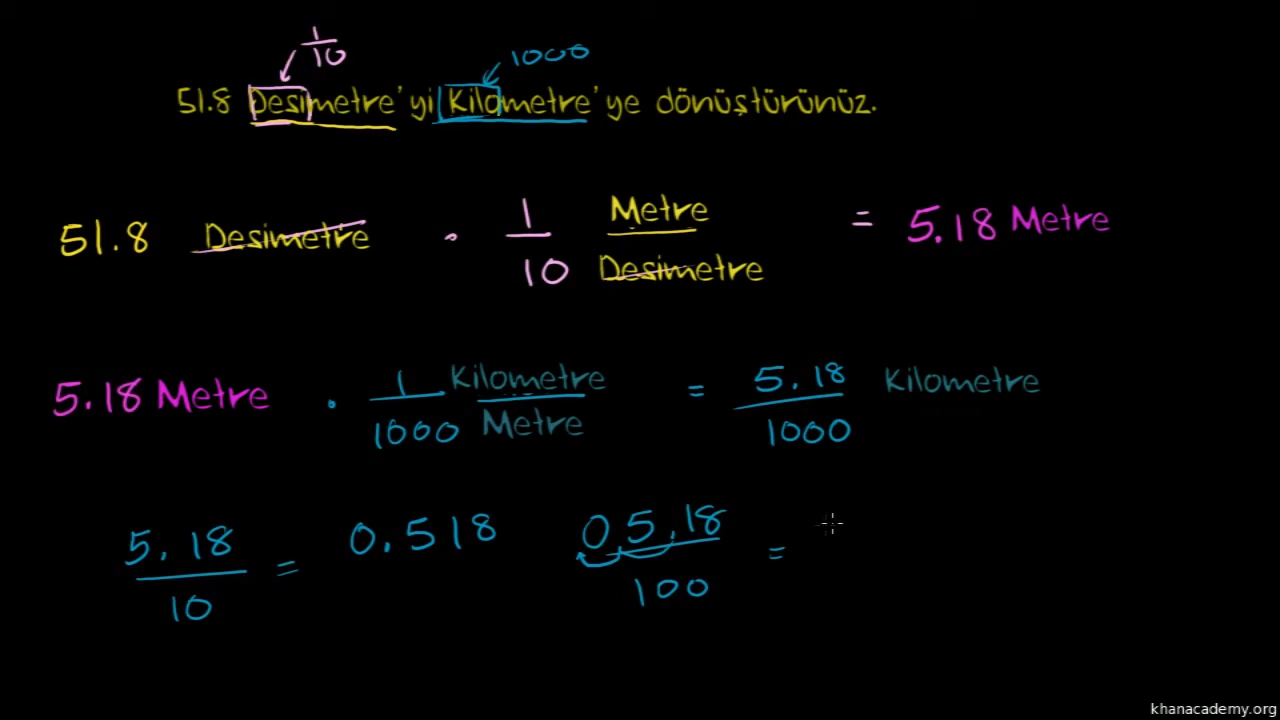 1/10 1000
51.8 Desimetre'yi Kilometre'ye dönüştürünüz.
51.8 Desimetre . 1/10 Metre/Desimetre = 5.18 Metre
5.18 Metre . 1/1000 Kilometre/Metre = 5.18/1000 Kilometre
5.18/10 = 0.518 05.18/100 =
khanacademy.org